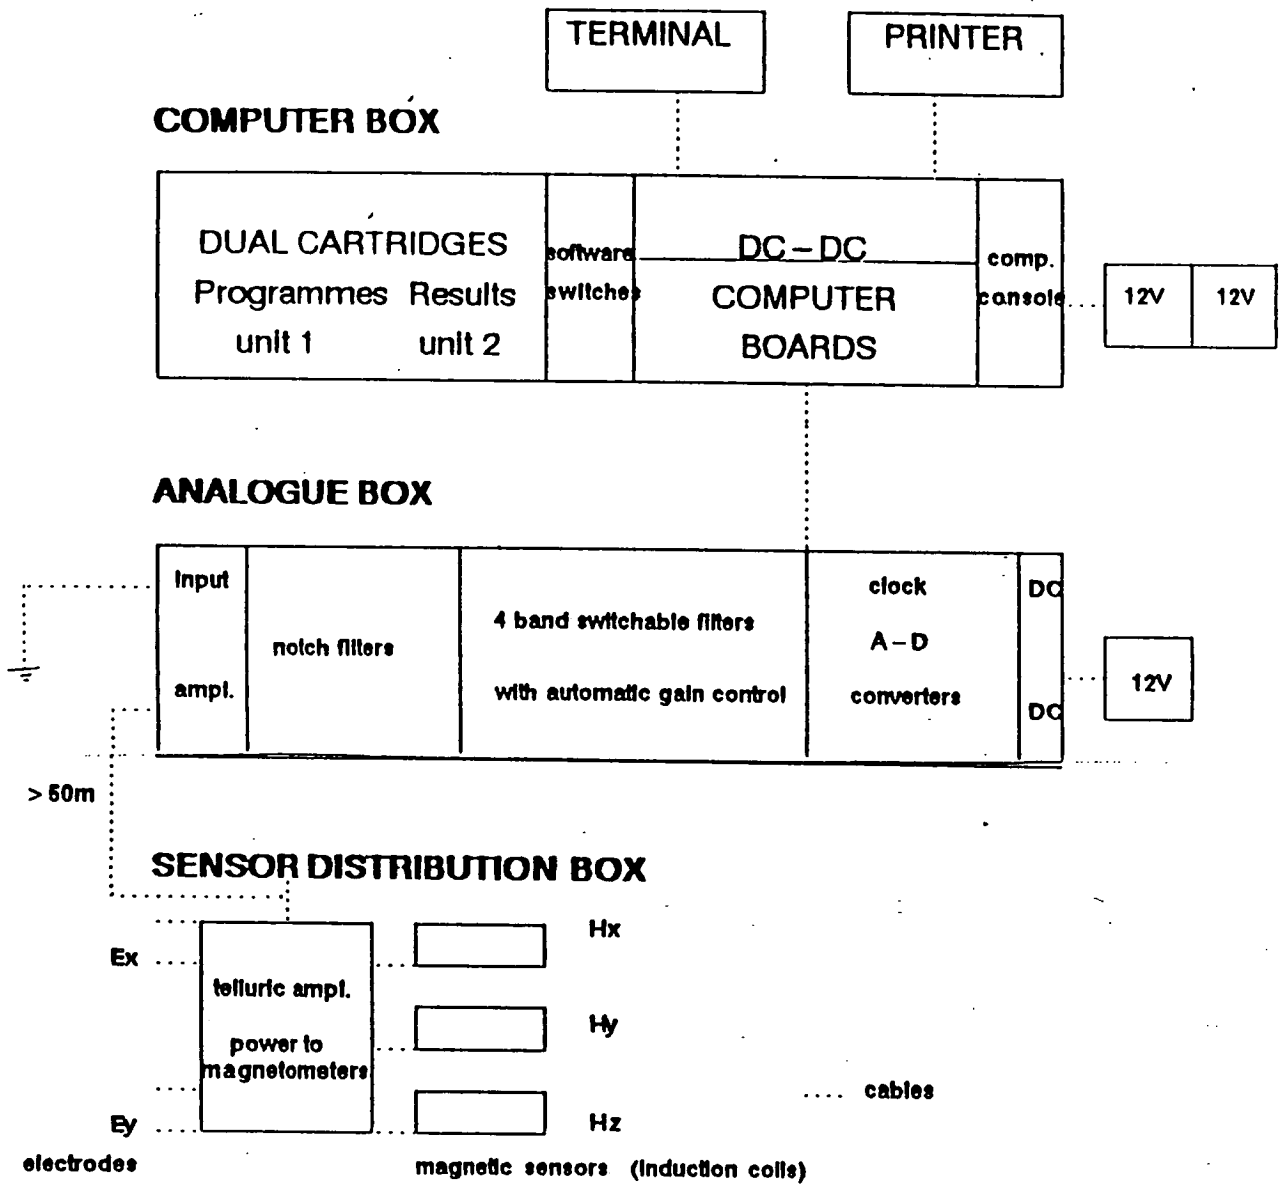 TERMINAL
PRINTER
COMPUTER BOX
DUAL CARTRIDGES
Programmes Results
unit 1 unit 2
software
switches
DC – DC
COMPUTER
BOARDS
comp.
console
12V 12V
ANALOGUE BOX
Input
ampl.
notch filters
4 band switchable filters
with automatic gain control
clock
A – D
converters
DC
DC
12V
> 50m
SENSOR DISTRIBUTION BOX
Ex
Ey
electrodes
telluric ampl.
power to
magnetometers
Hx
Hy
Hz
magnetic sensors (Induction coils)
.... cables